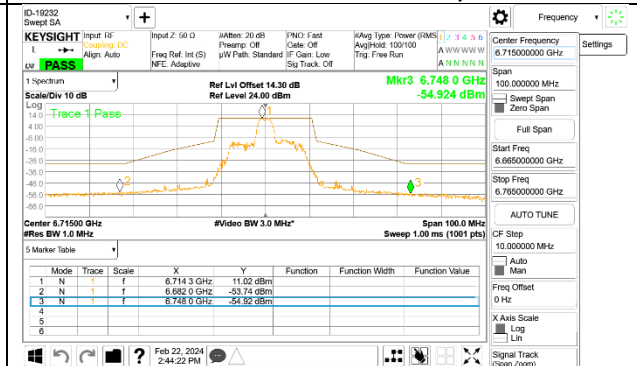 ID-19232
Swept SA
Frequency
KEYSIGHT
Input: RF
Coupling: DC
Align: Auto
Input Z: 50 Ω
Freq Ref: Int (S)
NFE: Adaptive
#Atten: 20 dB
Preamp: Off
µW Path: Standard
PNO: Fast
Gate: Off
IF Gain: Low
Sig Track: Off
#Avg Type: Power (RMS
Avg|Hold: 100/100
Trig: Free Run
1 2 3 4 5 6
A W W W W W
A N N N N N
L
PASS
Center Frequency
6.715000000 GHz
Settings
Span
100.000000 MHz
Swept Span
Zero Span
Full Span
Start Freq
6.665000000 GHz
Stop Freq
6.765000000 GHz
AUTO TUNE
CF Step
10.000000 MHz
Auto
Man
Freq Offset
0 Hz
X Axis Scale
Log
Lin
Signal Track
(Span Zoom)
1 Spectrum
Scale/Div 10 dB
Ref Lvl Offset 14.30 dB
Ref Level 24.00 dBm
Mkr3 6.748 0 GHz
-54.924 dBm
Log
Trace 1 Pass
14.0
4.00
-6.00
-16.0
-26.0
-36.0
-46.0
-56.0
-66.0
1
2
3
Center 6.71500 GHz
#Res BW 1.0 MHz
#Video BW 3.0 MHz*
Span 100.0 MHz
Sweep 1.00 ms (1001 pts)
5 Marker Table
Mode Trace Scale X Y Function Function Width Function Value
1 N 1 f 6.714 3 GHz 11.02 dBm
2 N 1 f 6.682 0 GHz -53.74 dBm
3 N 1 f 6.748 0 GHz -54.92 dBm
4
5
6
?
Feb 22, 2024
2:44:22 PM